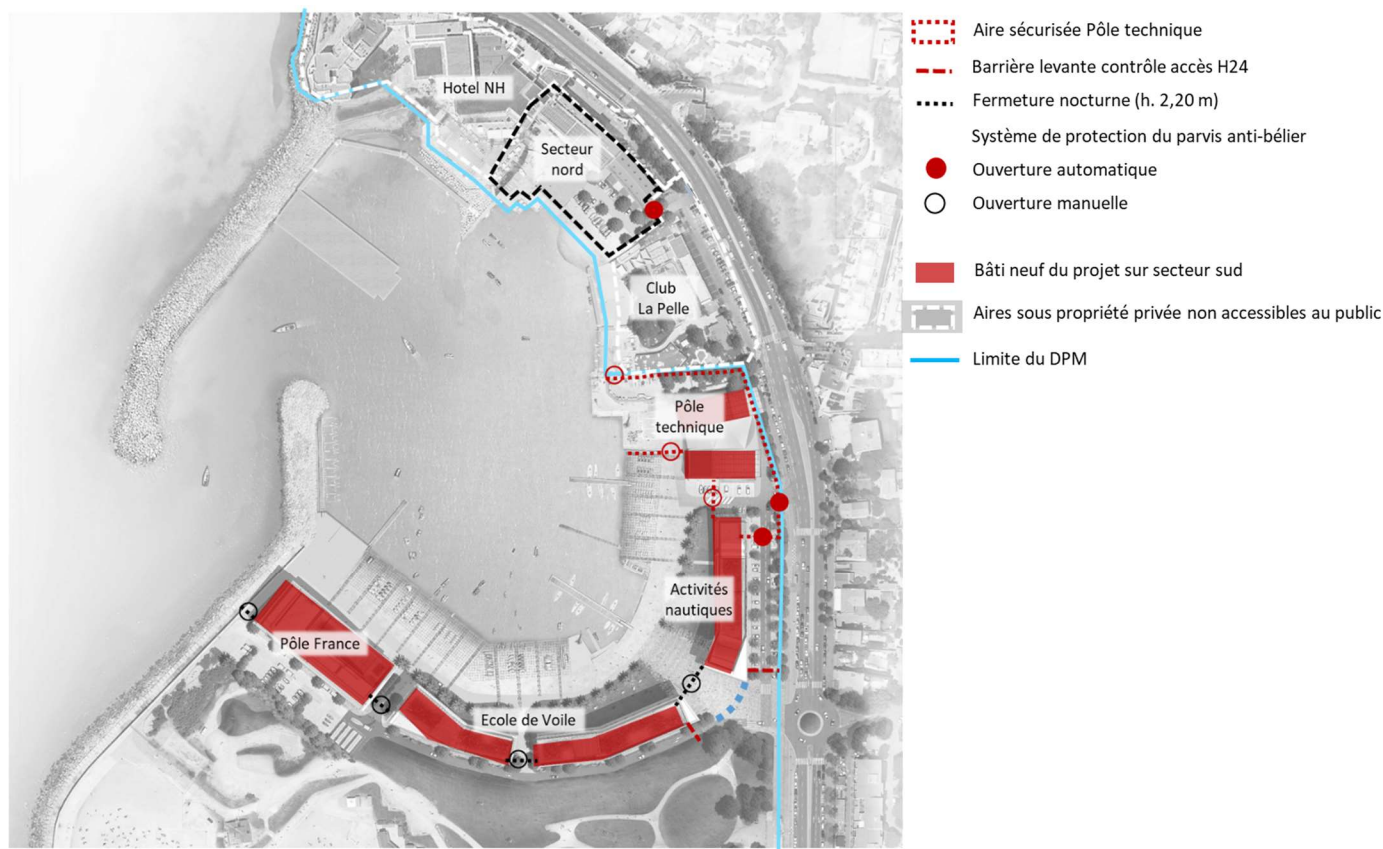 Hotel NH
Secteur
nord
Club
La Pelle
Pôle
technique
Activités
nautiques
Pôle France
Ecole de Voile
Aire sécurisée Pôle technique
Barrière levante contrôle accès H24
Fermeture nocturne (h. 2,20 m)
Système de protection du parvis anti-bélier
Ouverture automatique
Ouverture manuelle
Bâti neuf du projet sur secteur sud
Aires sous propriété privée non accessibles au public
Limite du DPM